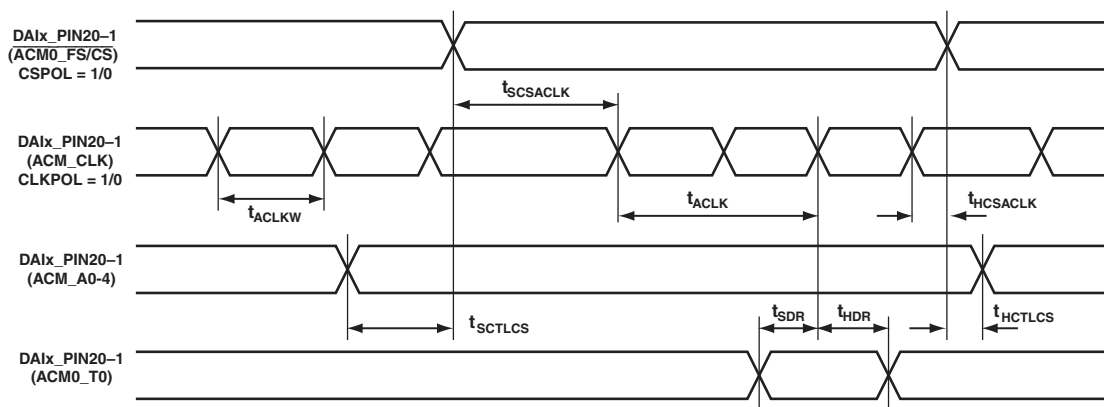 DAIx_PIN20–1
(ACM0_FS/CS)
CSPOL = 1/0
tSCSACLK
DAIx_PIN20–1
(ACM_CLK)
CLKPOL = 1/0
tACLKW
tACLK
tHCSACLK
DAIx_PIN20–1
(ACM_A0-4)
tSCTLCS
tSDR
tHDR
tHCTLCS
DAIx_PIN20–1
(ACM0_T0)